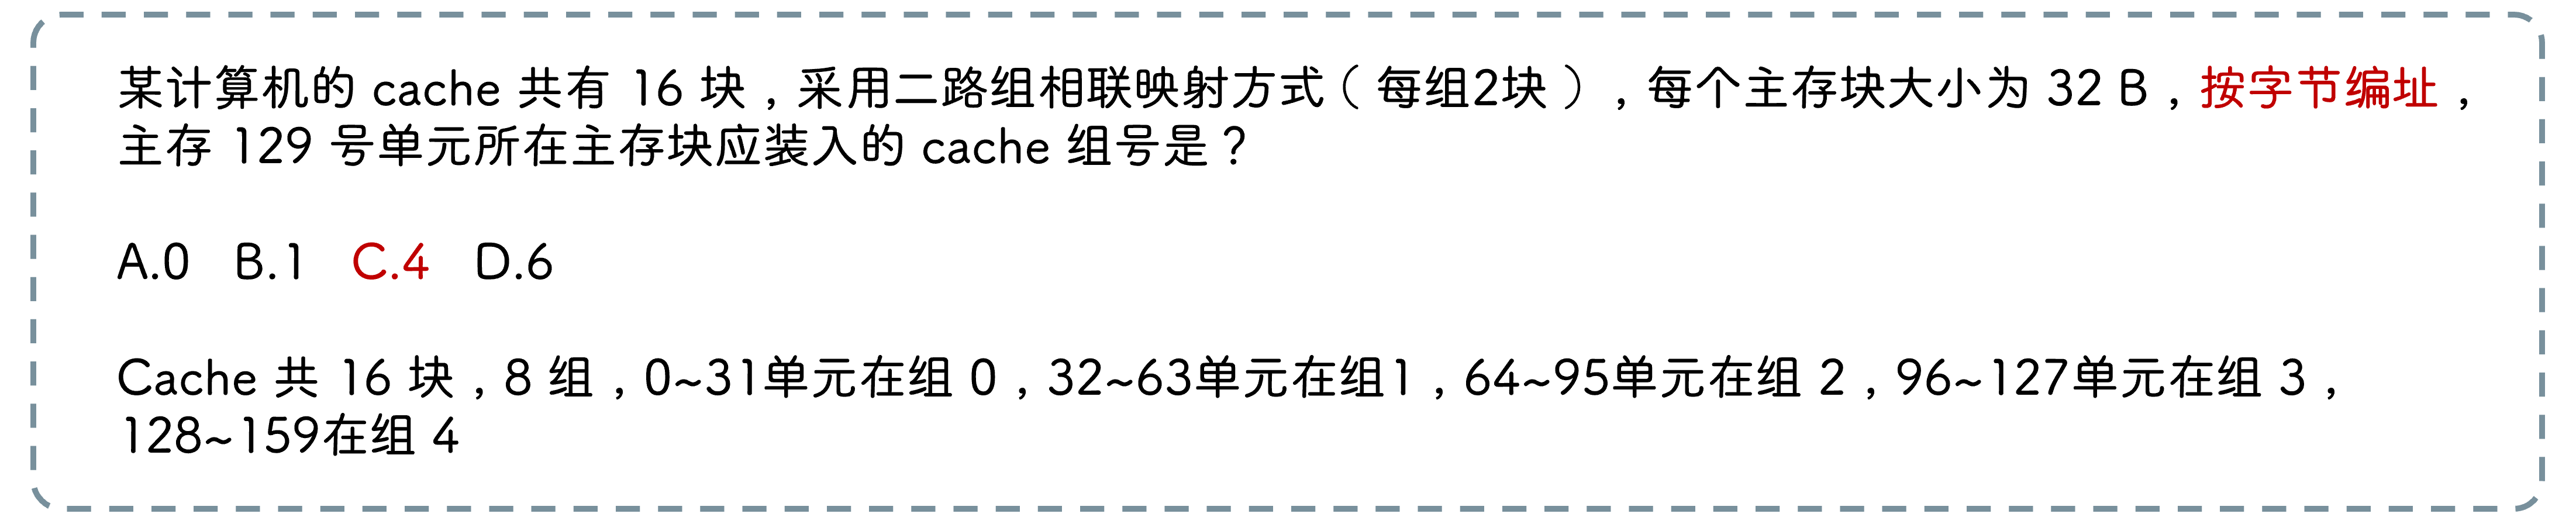 某计算机的 cache 共有 16 块，采用二路组相联映射方式（ 每组2块 ），每个主存块大小为 32 B，按字节编址，
主存 129 号单元所在主存块应装入的 cache 组号是？
A.0 B.1 C.4 D.6
Cache 共 16 块，8 组，0~31单元在组 0，32~63单元在组1，64~95单元在组 2，96~127单元在组 3，
128~159在组 4